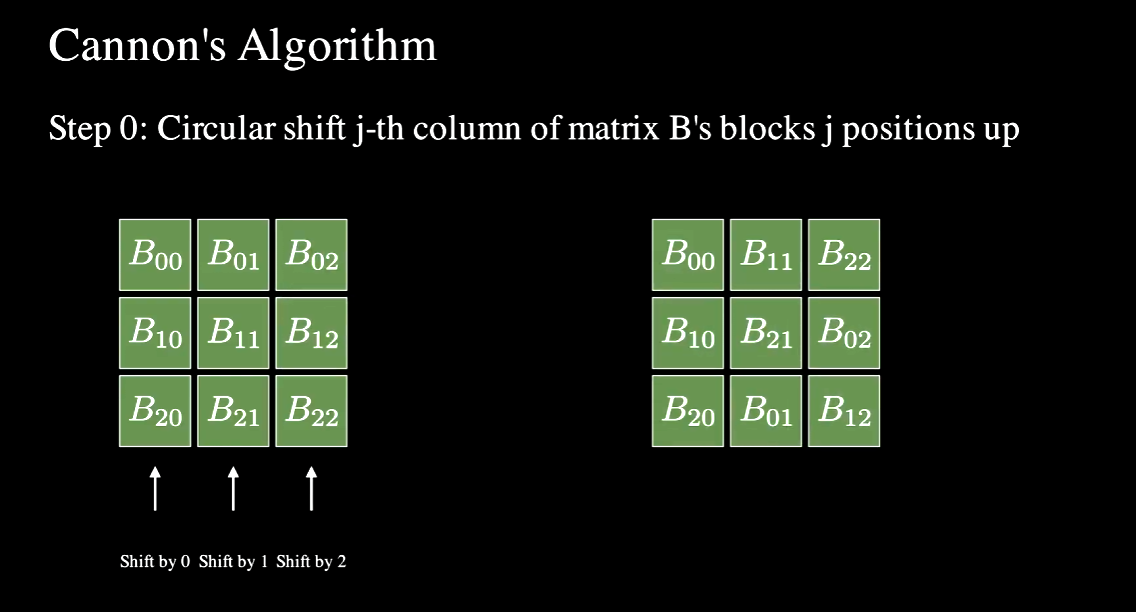 Cannon's Algorithm
Step 0: Circular shift j-th column of matrix B's blocks j positions up
B₀₀ B₀₁ B₀₂ B₀₀ B₁₁ B₂₂
B₁₀ B₁₁ B₁₂ B₁₀ B₂₁ B₀₂
B₂₀ B₂₁ B₂₂ B₂₀ B₀₁ B₁₂
Shift by 0 Shift by 1 Shift by 2